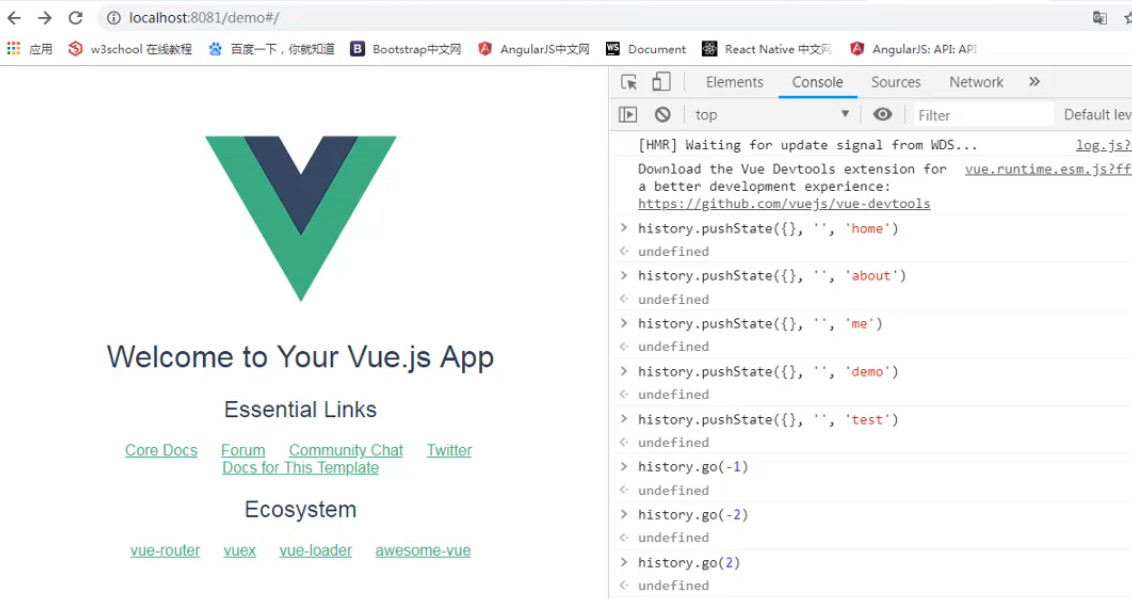 localhost:8081/demo#/
应用 w3school 在线教程 百度一下，你就知道 B Bootstrap中文网 AngularJS中文网 WS Document React Native 中文网 AngularJS: API: API
Elements Console Sources Network »
top Filter Default lev
[HMR] Waiting for update signal from WDS... log.js?
Download the Vue Devtools extension for vue.runtime.esm.js?ff
a better development experience:
https://github.com/vuejs/vue-devtools
> history.pushState({}, '', 'home')
undefined
> history.pushState({}, '', 'about')
undefined
> history.pushState({}, '', 'me')
undefined
> history.pushState({}, '', 'demo')
undefined
> history.pushState({}, '', 'test')
undefined
> history.go(-1)
undefined
> history.go(-2)
undefined
> history.go(2)
undefined
Welcome to Your Vue.js App
Essential Links
Core Docs Forum Community Chat Twitter
Docs for This Template
Ecosystem
vue-router vuex vue-loader awesome-vue